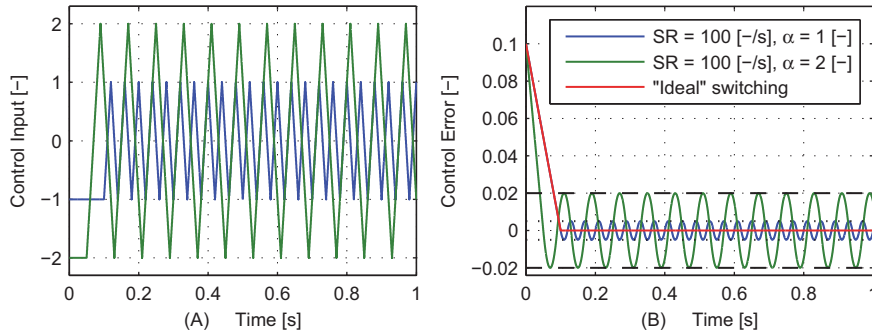 Control Input [−]
2
1
0
−1
−2
0
0.2
0.4
0.6
0.8
1
(A)
Time [s]
Control Error [−]
0.1
0.08
0.06
0.04
0.02
0
−0.02
0
0.2
0.4
0.6
0.8
1
(B)
Time [s]
SR = 100 [−/s], α = 1 [−]
SR = 100 [−/s], α = 2 [−]
"Ideal" switching